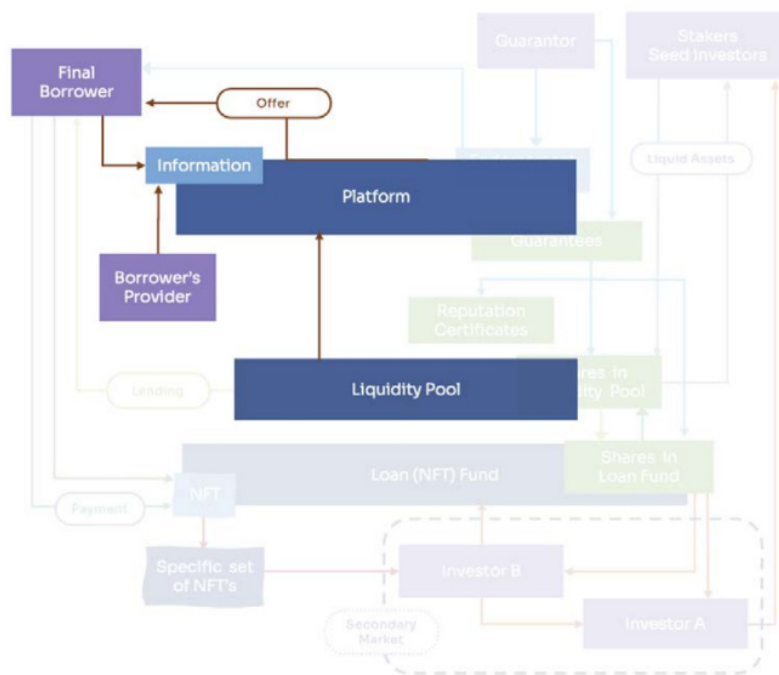 Guarantor
Stakers
Seed Investors
Final
Borrower
Offer
Information
Liquid Assets
Platform
Guarantees
Borrower's
Provider
Reputation
Certificates
Liquidity Pool
Lending
Shares in
Loan Fund
Loan (NFT) Fund
NFT
Payment
Specific set
of NFT's
Investor B
Secondary
Market
Investor A